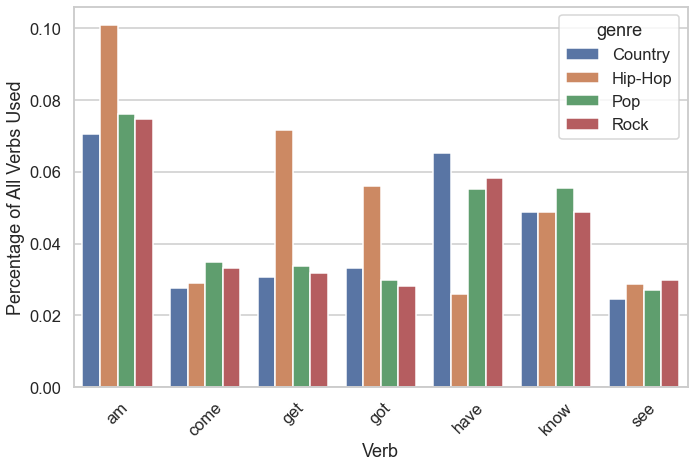 genre
Country
Hip-Hop
Pop
Rock
Percentage of All Verbs Used
0.10
0.08
0.06
0.04
0.02
0.00
am come get got have know see
Verb